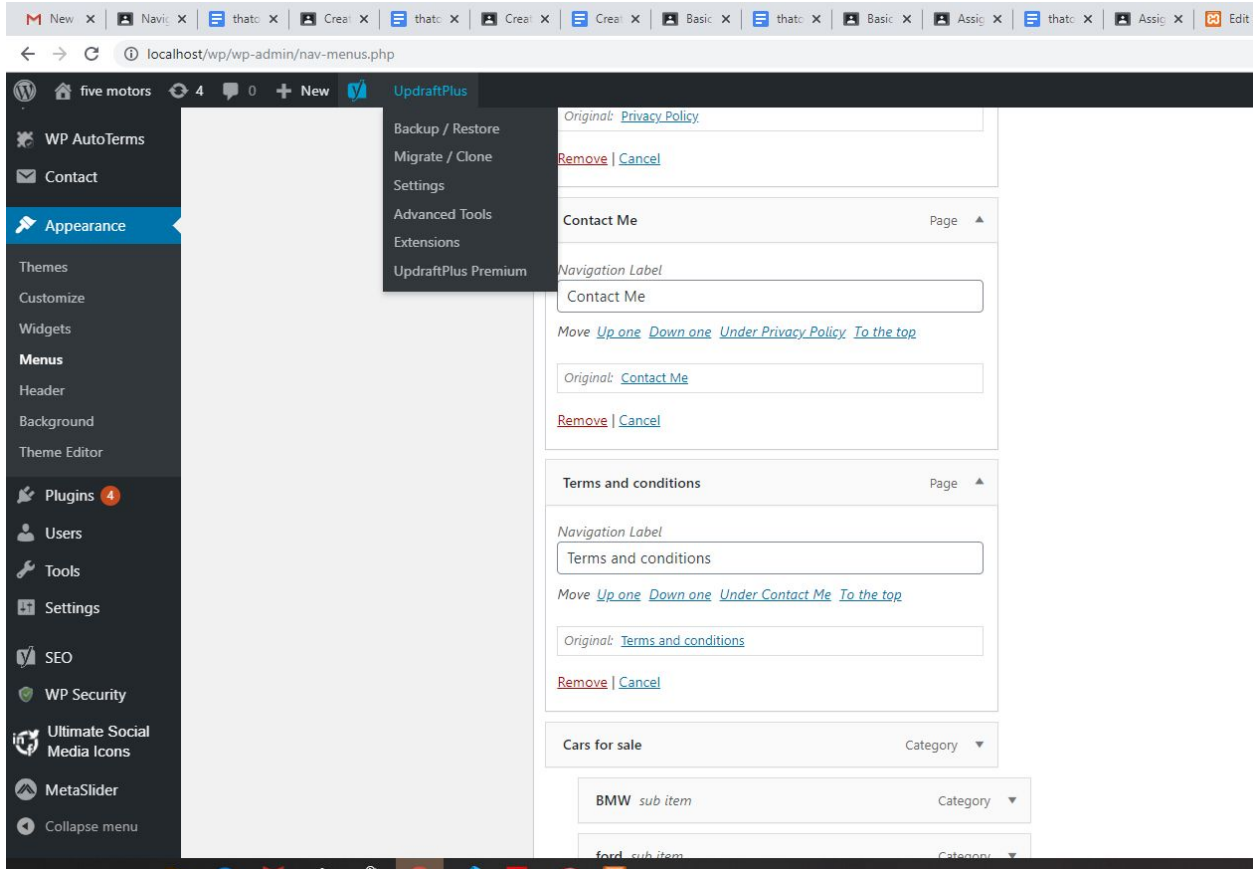 New Navig thato Creat thato Creat Creat Basic thato Basic Assig thato Assig Edit
localhost/wp/wp-admin/nav-menus.php
five motors 4 0 New UpdraftPlus
Backup / Restore
Migrate / Clone
Settings
Advanced Tools
Extensions
UpdraftPlus Premium
WP AutoTerms
Contact
Appearance
Themes
Customize
Widgets
Menus
Header
Background
Theme Editor
Plugins 4
Users
Tools
Settings
SEO
WP Security
Ultimate Social
Media Icons
MetaSlider
Collapse menu
Original: Privacy Policy
Remove | Cancel
Contact Me Page
Navigation Label
Contact Me
Move Up one Down one Under Privacy Policy To the top
Original: Contact Me
Remove | Cancel
Terms and conditions Page
Navigation Label
Terms and conditions
Move Up one Down one Under Contact Me To the top
Original: Terms and conditions
Remove | Cancel
Cars for sale Category
BMW sub item Category
ford sub item Category